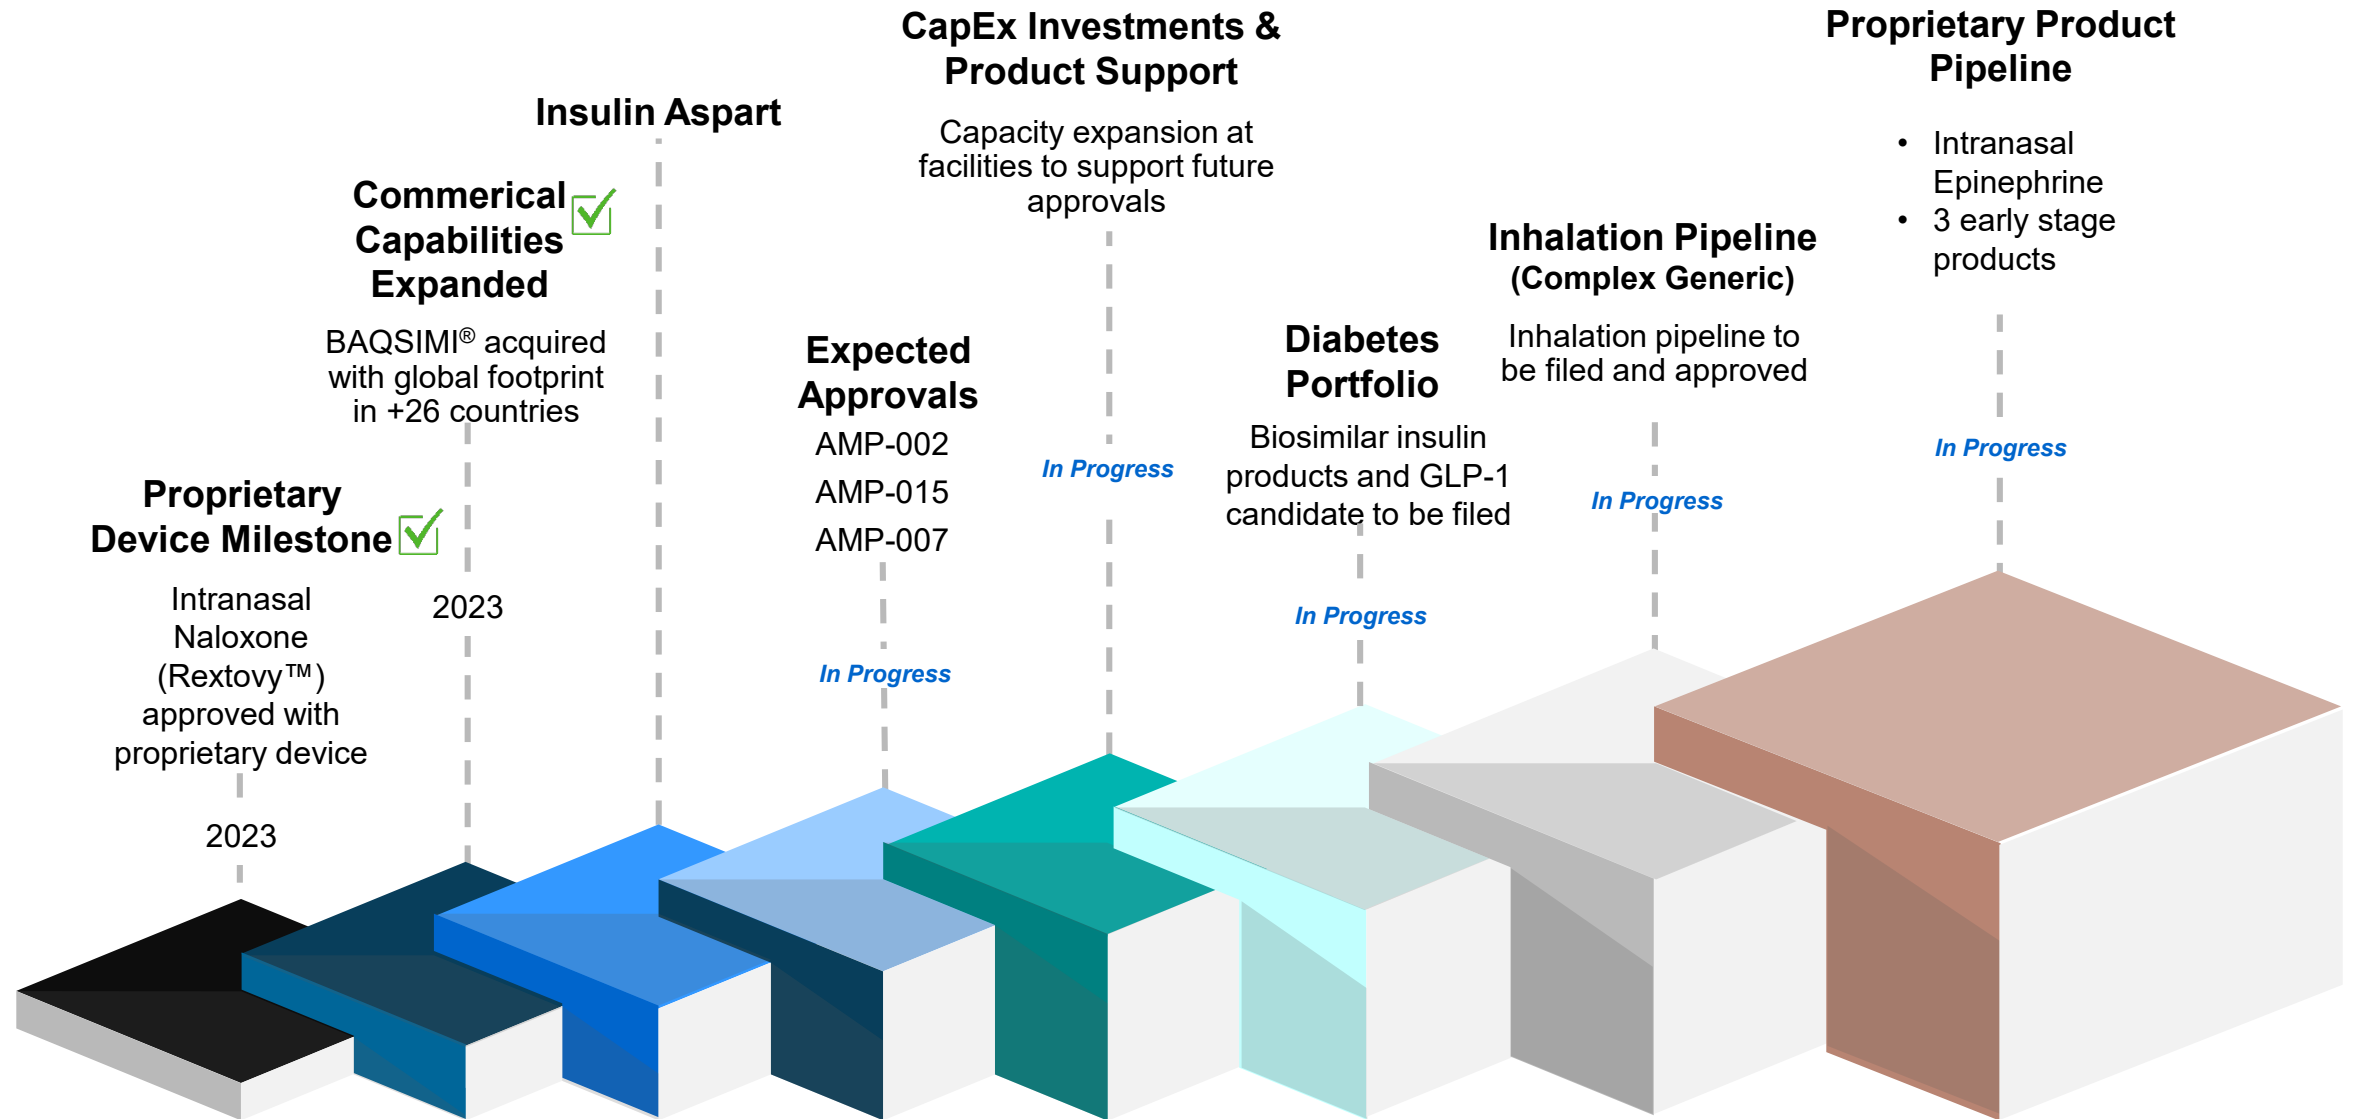 Proprietary
Device Milestone
Intranasal
Naloxone
(Rextovy™)
approved with
proprietary device
2023
Commerical
Capabilities
Expanded
BAQSIMI® acquired
with global footprint
in +26 countries
2023
Insulin Aspart
Expected
Approvals
AMP-002
AMP-015
AMP-007
In Progress
CapEx Investments &
Product Support
Capacity expansion at
facilities to support future
approvals
In Progress
Diabetes
Portfolio
Biosimilar insulin
products and GLP-1
candidate to be filed
In Progress
Inhalation Pipeline
(Complex Generic)
Inhalation pipeline to
be filed and approved
In Progress
Proprietary Product
Pipeline
• Intranasal
Epinephrine
• 3 early stage
products
In Progress